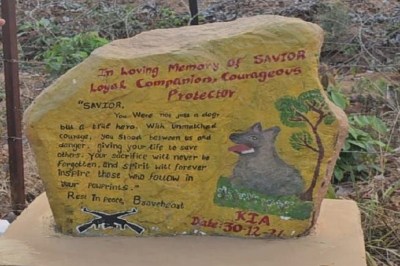 In Loving Memory of SAVIOR
Loyal Companion, Courageous
Protector
"SAVIOR,
You Were not just a dog,
but a true hero. With unmatched
courage, you stood between us and
danger, giving your life to save
others. Your sacrifice will never be
forgotten, and spirit will forever
inspire those who follow in
your pawprints."
Rest In Peace, Braveheart
KIA
Date:30-12-